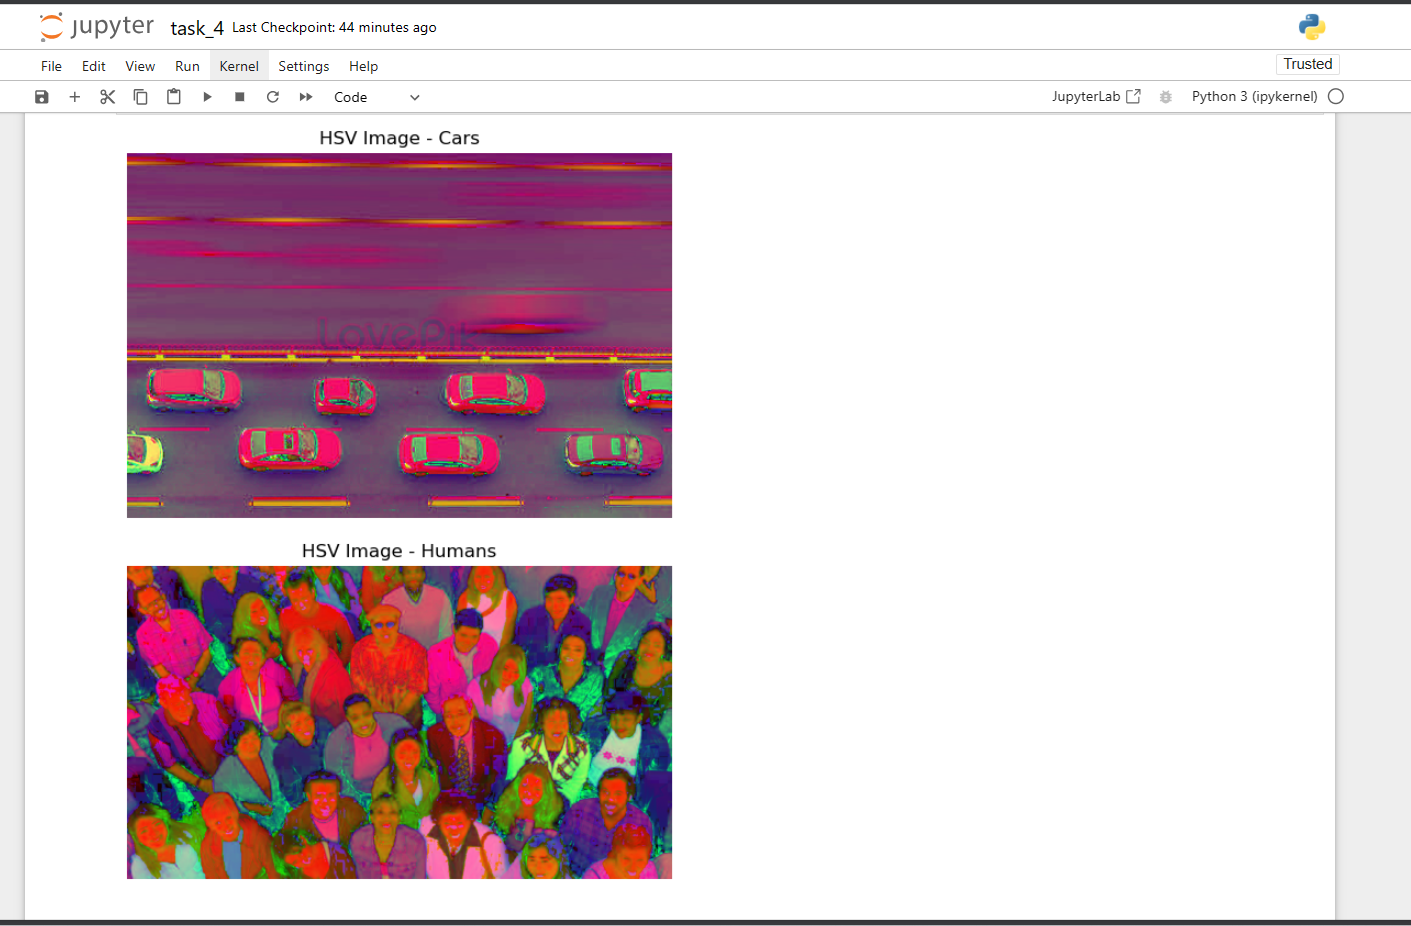 jupyter task_4 Last Checkpoint: 44 minutes ago
File Edit View Run Kernel Settings Help
Trusted
Code
JupyterLab
Python 3 (ipykernel)
HSV Image - Cars
LovePik
HSV Image - Humans